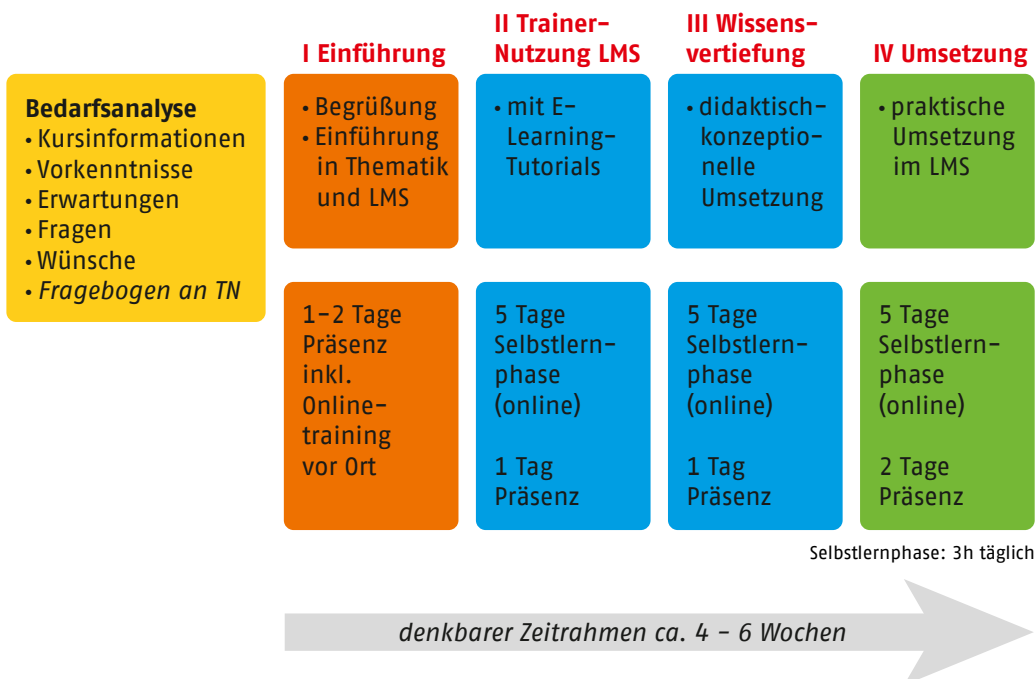 Bedarfsanalyse
• Kursinformationen
• Vorkenntnisse
• Erwartungen
• Fragen
• Wünsche
• Fragebogen an TN
I Einführung
• Begrüßung
• Einführung
in Thematik
und LMS
1–2 Tage
Präsenz
inkl.
Online–
training
vor Ort
II Trainer–
Nutzung LMS
• mit E–
Learning–
Tutorials
5 Tage
Selbstlern–
phase
(online)
1 Tag
Präsenz
III Wissens–
vertiefung
• didaktisch–
konzeptio–
nelle
Umsetzung
5 Tage
Selbstlern–
phase
(online)
1 Tag
Präsenz
IV Umsetzung
• praktische
Umsetzung
im LMS
5 Tage
Selbstlern–
phase
(online)
2 Tage
Präsenz
Selbstlernphase: 3h täglich
denkbarer Zeitrahmen ca. 4 – 6 Wochen